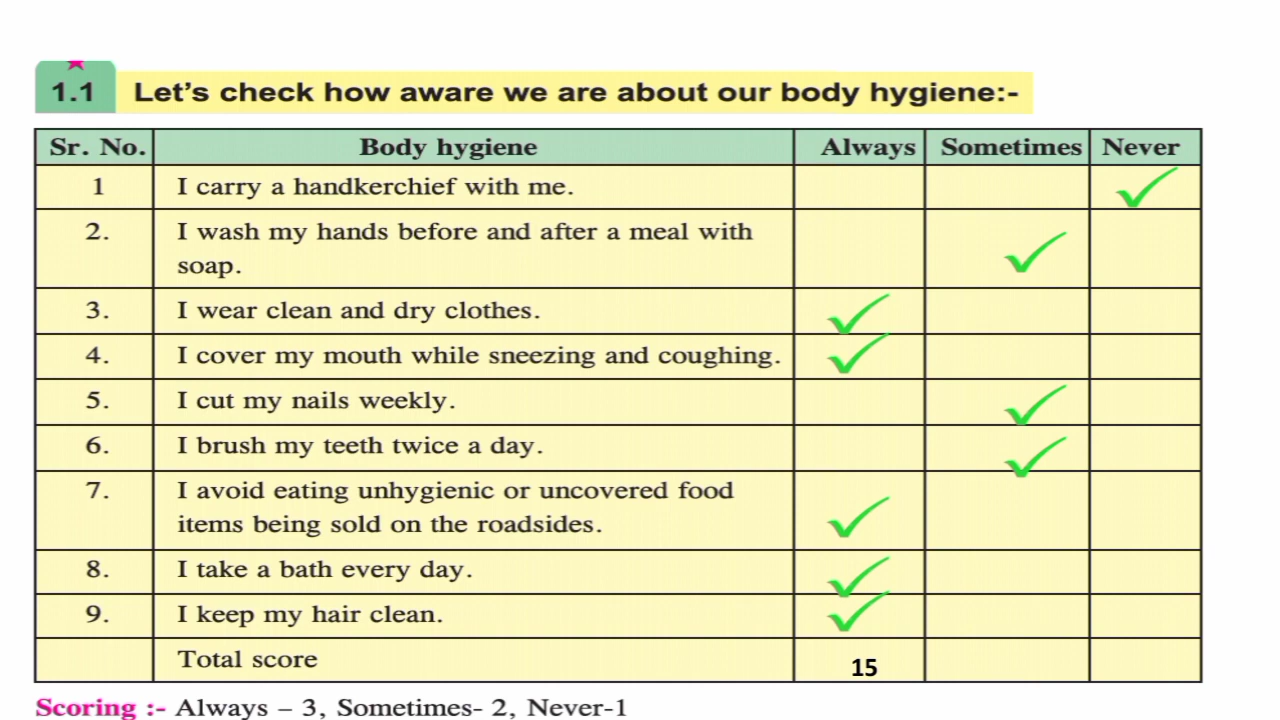 1.1 Let's check how aware we are about our body hygiene:-
Sr. No. Body hygiene Always Sometimes Never
1 I carry a handkerchief with me.
2. I wash my hands before and after a meal with
soap.
3. I wear clean and dry clothes.
4. I cover my mouth while sneezing and coughing.
5. I cut my nails weekly.
6. I brush my teeth twice a day.
7. I avoid eating unhygienic or uncovered food
items being sold on the roadsides.
8. I take a bath every day.
9. I keep my hair clean.
Total score 15
Scoring :- Always – 3, Sometimes- 2, Never-1